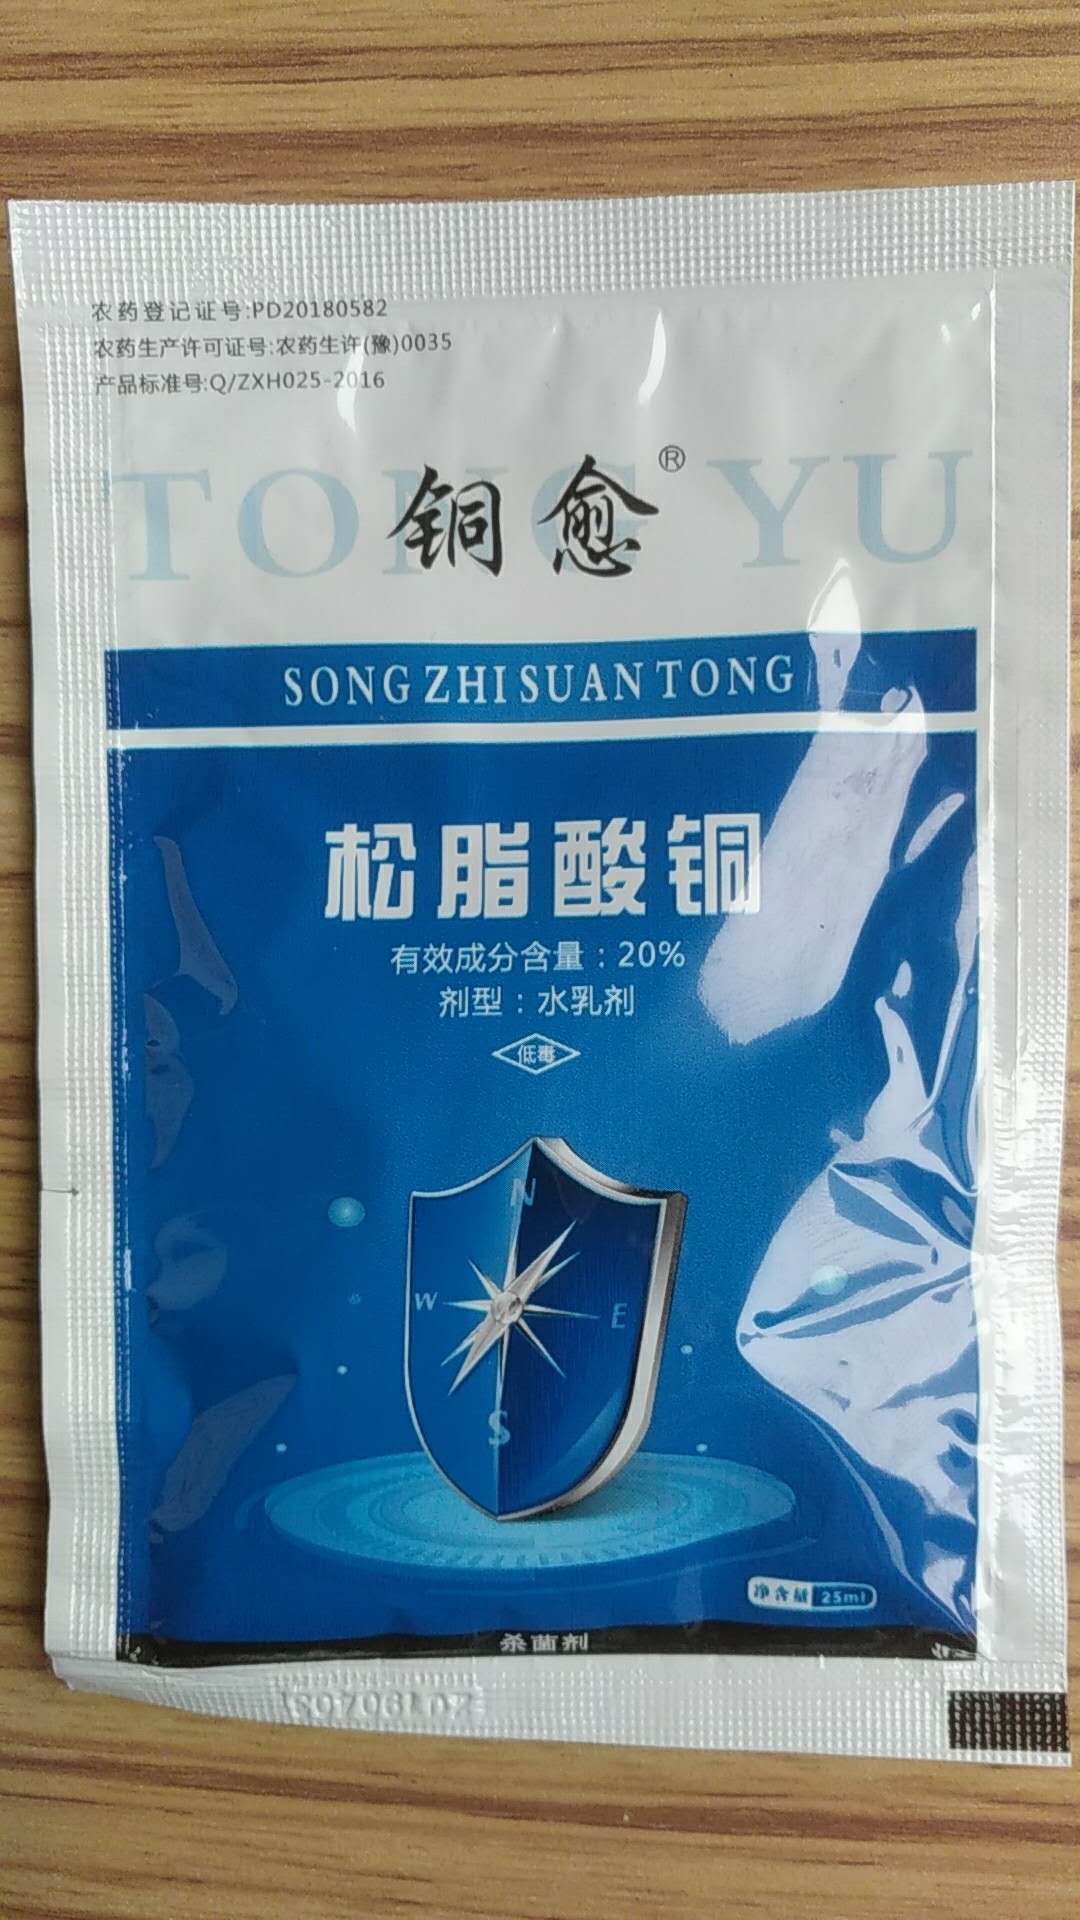 农药登记证号:PD20180582
农药生产许可证号:农药生许(豫)0035
产品标准号:Q/ZXH025-2016
TONG YU
铜愈®
SONG ZHI SUAN TONG
松脂酸铜
有效成分含量：20%
剂型：水乳剂
低毒
N
W
E
S
净含量 25ml
杀菌剂